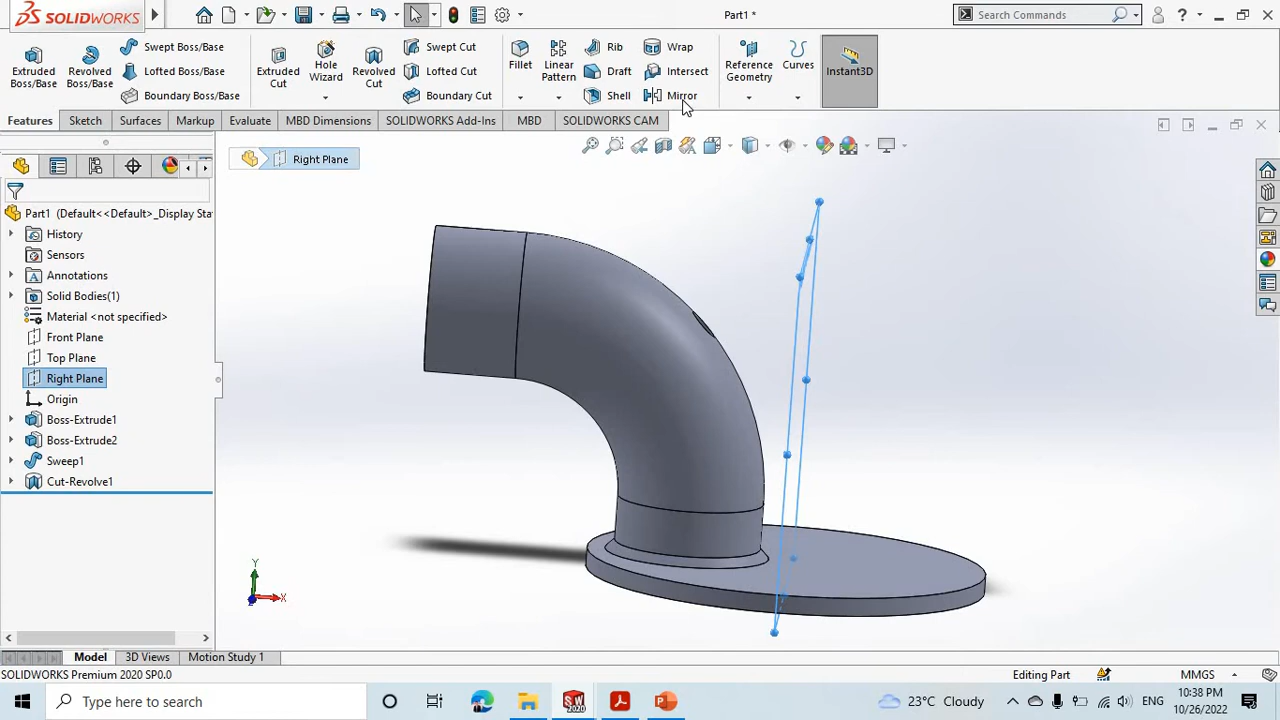 SOLIDWORKS
Part1 *
Search Commands
?
Extruded Boss/Base
Revolved Boss/Base
Swept Boss/Base
Lofted Boss/Base
Boundary Boss/Base
Extruded Cut
Hole Wizard
Revolved Cut
Swept Cut
Lofted Cut
Boundary Cut
Fillet
Linear Pattern
Rib
Draft
Shell
Wrap
Intersect
Mirror
Reference Geometry
Curves
Instant3D
Features
Sketch
Surfaces
Markup
Evaluate
MBD Dimensions
SOLIDWORKS Add-Ins
MBD
SOLIDWORKS CAM
Right Plane
Part1 (Default<<Default>_Display Sta
History
Sensors
Annotations
Solid Bodies(1)
Material <not specified>
Front Plane
Top Plane
Right Plane
Origin
Boss-Extrude1
Boss-Extrude2
Sweep1
Cut-Revolve1
Y
X
Model
3D Views
Motion Study 1
SOLIDWORKS Premium 2020 SP0.0
Editing Part
MMGS
Type here to search
SW
2020
23°C Cloudy
ENG
10:38 PM
10/26/2022